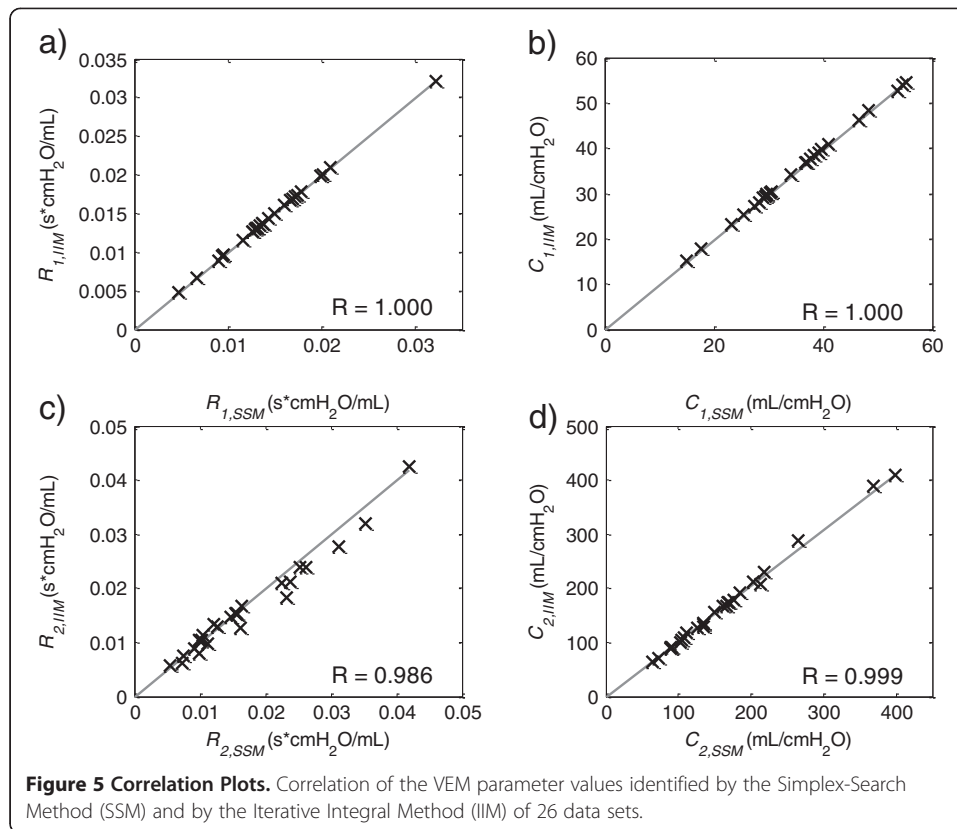 a)
0.035
0.03
0.025
0.02
0.015
0.01
0.005
0
R1,IIM (s*cmH2O/mL)
R = 1.000
0 0.01 0.02 0.03
R1,SSM (s*cmH2O/mL)
b)
60
50
40
30
20
10
0
C1,IIM (mL/cmH2O)
R = 1.000
0 20 40 60
C1,SSM (mL/cmH2O)
c)
0.05
0.04
0.03
0.02
0.01
0
R2,IIM (s*cmH2O/mL)
R = 0.986
0 0.01 0.02 0.03 0.04 0.05
R2,SSM (s*cmH2O/mL)
d)
500
400
300
200
100
0
C2,IIM (mL/cmH2O)
R = 0.999
0 100 200 300 400
C2,SSM (mL/cmH2O)
Figure 5 Correlation Plots. Correlation of the VEM parameter values identified by the Simplex-Search
Method (SSM) and by the Iterative Integral Method (IIM) of 26 data sets.